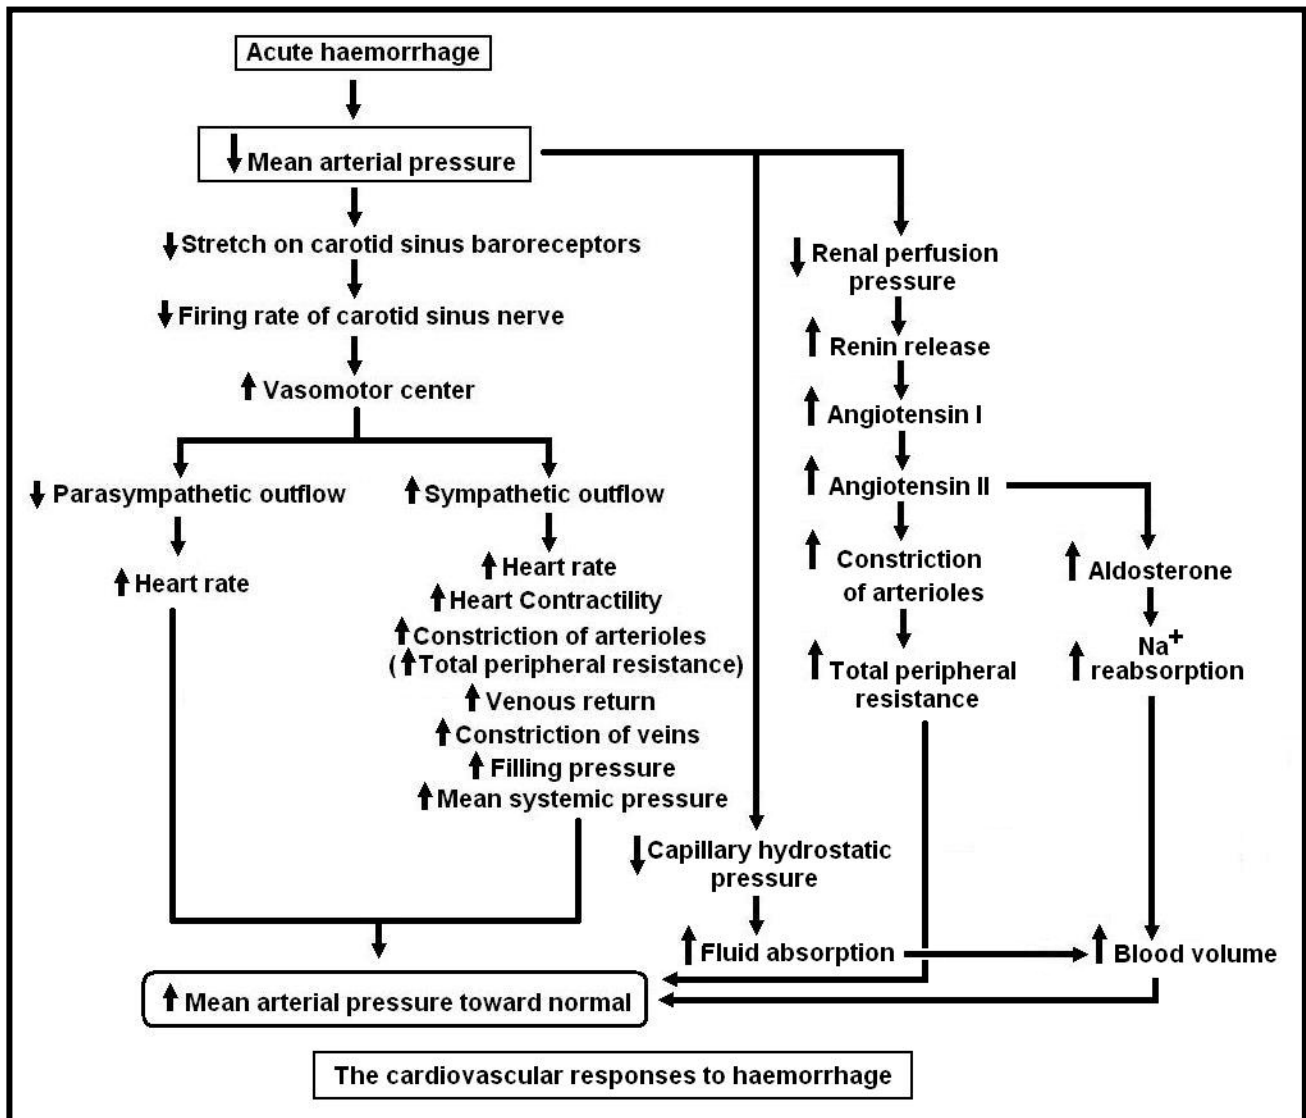 Acute haemorrhage
Mean arterial pressure
Stretch on carotid sinus baroreceptors
Firing rate of carotid sinus nerve
Vasomotor center
Parasympathetic outflow
Heart rate
Sympathetic outflow
Heart rate
Heart Contractility
Constriction of arterioles
(↑Total peripheral resistance)
Venous return
Constriction of veins
Filling pressure
Mean systemic pressure
Capillary hydrostatic
pressure
Fluid absorption
Renal perfusion
pressure
Renin release
Angiotensin I
Angiotensin II
Constriction
of arterioles
Total peripheral
resistance
Aldosterone
Na+
reabsorption
Blood volume
Mean arterial pressure toward normal
The cardiovascular responses to haemorrhage